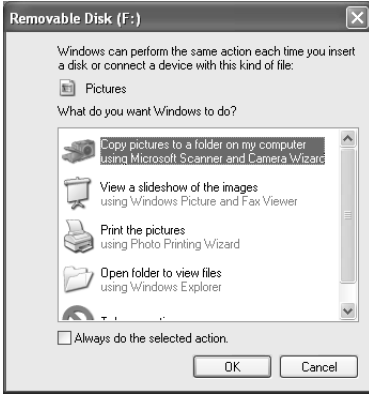 Removable Disk (F:)
Windows can perform the same action each time you insert
a disk or connect a device with this kind of file:
Pictures
What do you want Windows to do?
Copy pictures to a folder on my computer
using Microsoft Scanner and Camera Wizard
View a slideshow of the images
using Windows Picture and Fax Viewer
Print the pictures
using Photo Printing Wizard
Open folder to view files
using Windows Explorer
Always do the selected action.
OK
Cancel